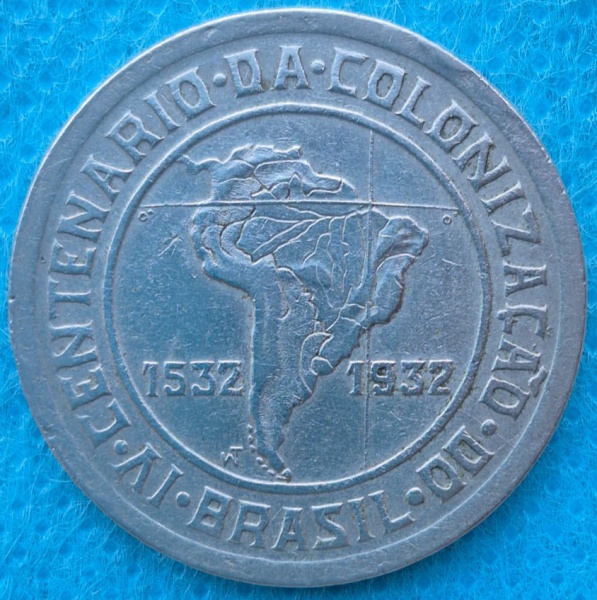 IV·CENTENARIO·DA·COLONIZAÇÃO·DO·BRASIL·
1532 1932